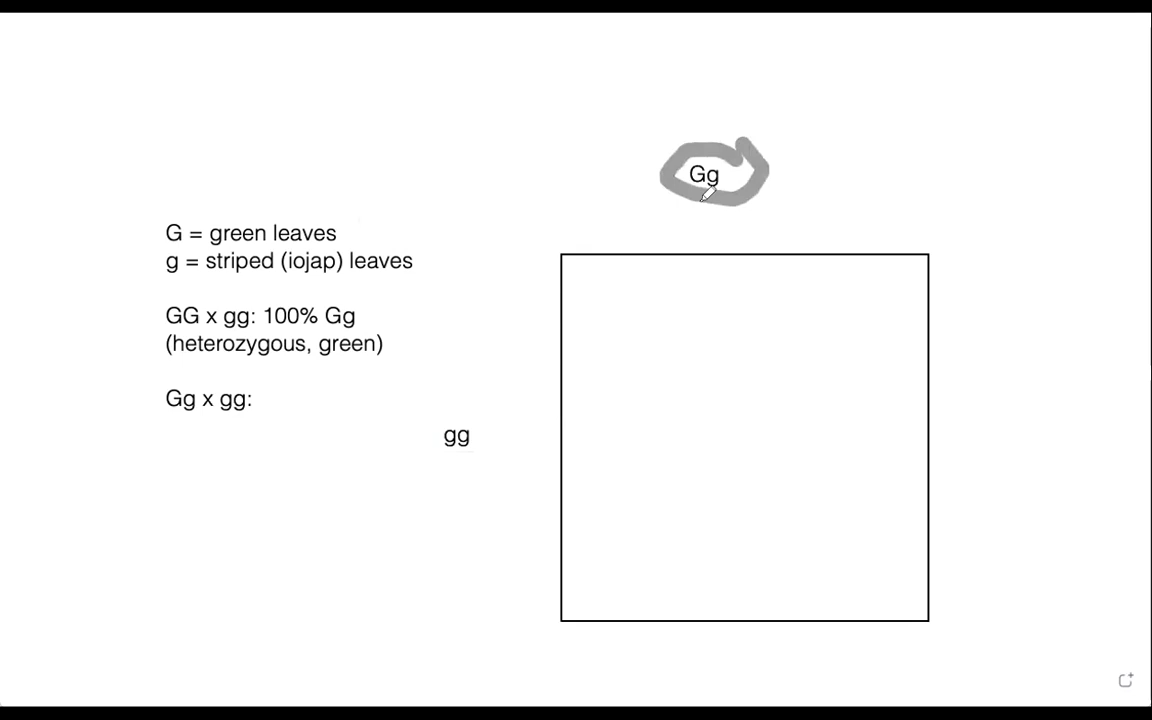 Gg
G = green leaves
g = striped (iojap) leaves
GG x gg: 100% Gg
(heterozygous, green)
Gg x gg:
gg